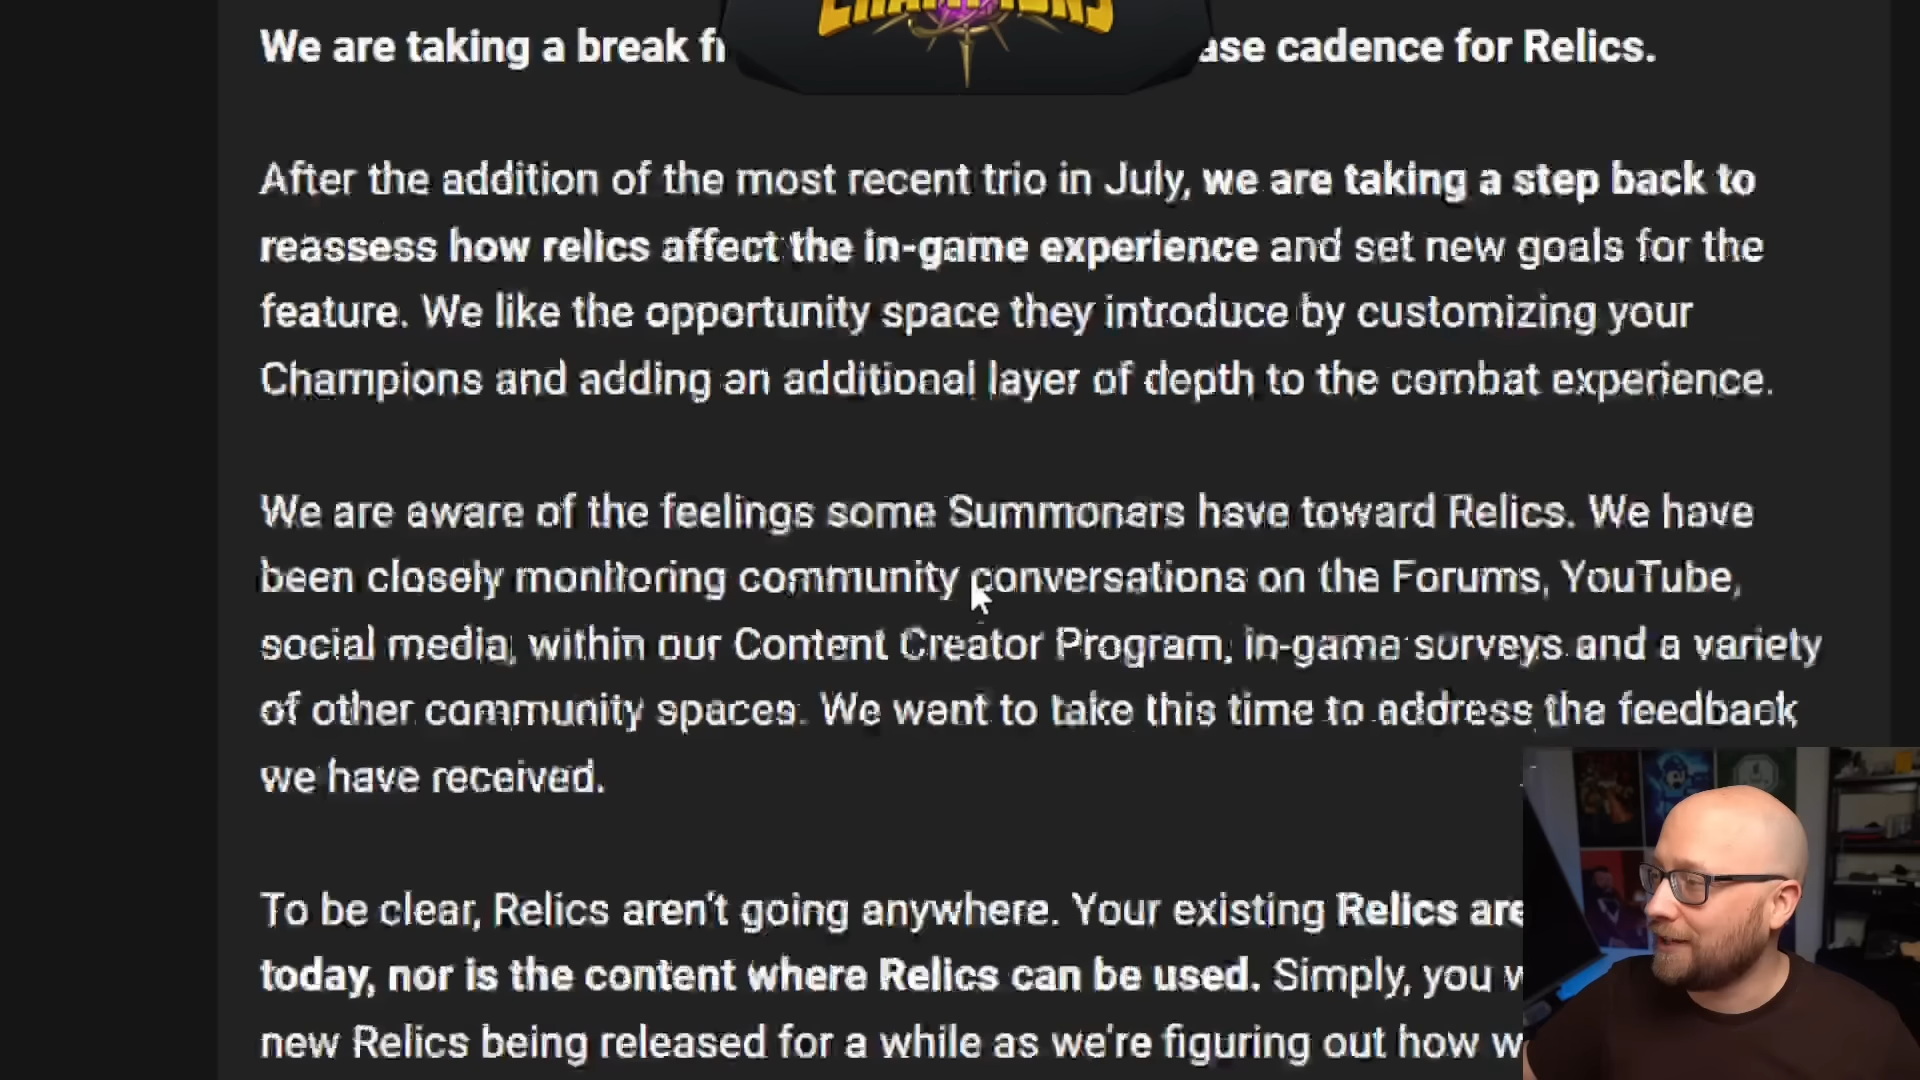 CHAMPIONS
We are taking a break fr ase cadence for Relics.
After the addition of the most recent trio in July, we are taking a step back to
reassess how relics affect the in-game experience and set new goals for the
feature. We like the opportunity space they introduce by customizing your
Champions and adding an additional layer of depth to the combat experience.
We are aware of the feelings some Summoners have toward Relics. We have
been closely monitoring community conversations on the Forums, YouTube,
social media, within our Content Creator Program, in-game surveys and a variety
of other community spaces. We want to take this time to address the feedback
we have received.
To be clear, Relics aren't going anywhere. Your existing Relics are
today, nor is the content where Relics can be used. Simply, you w
new Relics being released for a while as we're figuring out how w